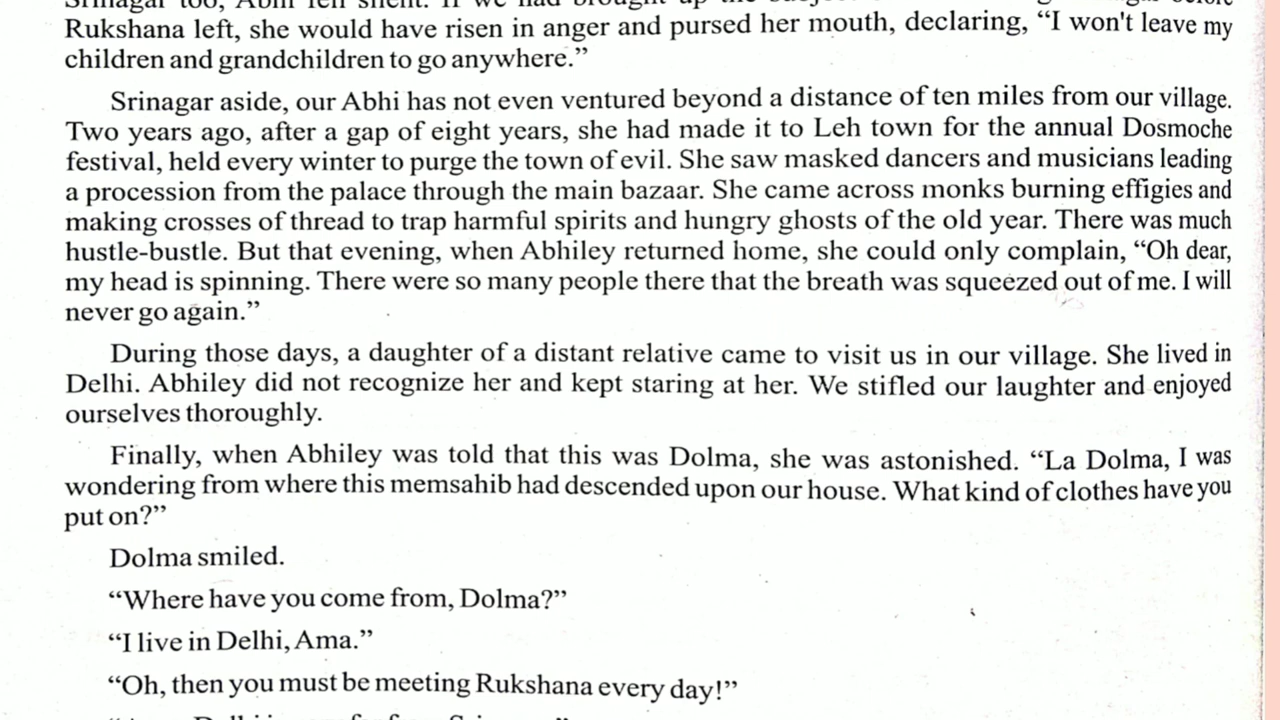 Srinagar too, Abhi fell silent. If we had brought up the subject
Rukshana left, she would have risen in anger and pursed her mouth, declaring, “I won't leave my
children and grandchildren to go anywhere.”
Srinagar aside, our Abhi has not even ventured beyond a distance of ten miles from our village.
Two years ago, after a gap of eight years, she had made it to Leh town for the annual Dosmoche
festival, held every winter to purge the town of evil. She saw masked dancers and musicians leading
a procession from the palace through the main bazaar. She came across monks burning effigies and
making crosses of thread to trap harmful spirits and hungry ghosts of the old year. There was much
hustle-bustle. But that evening, when Abhiley returned home, she could only complain, “Oh dear,
my head is spinning. There were so many people there that the breath was squeezed out of me. I will
never go again.”
During those days, a daughter of a distant relative came to visit us in our village. She lived in
Delhi. Abhiley did not recognize her and kept staring at her. We stifled our laughter and enjoyed
ourselves thoroughly.
Finally, when Abhiley was told that this was Dolma, she was astonished. “La Dolma, I was
wondering from where this memsahib had descended upon our house. What kind of clothes have you
put on?”
Dolma smiled.
“Where have you come from, Dolma?”
“I live in Delhi, Ama.”
“Oh, then you must be meeting Rukshana every day!”